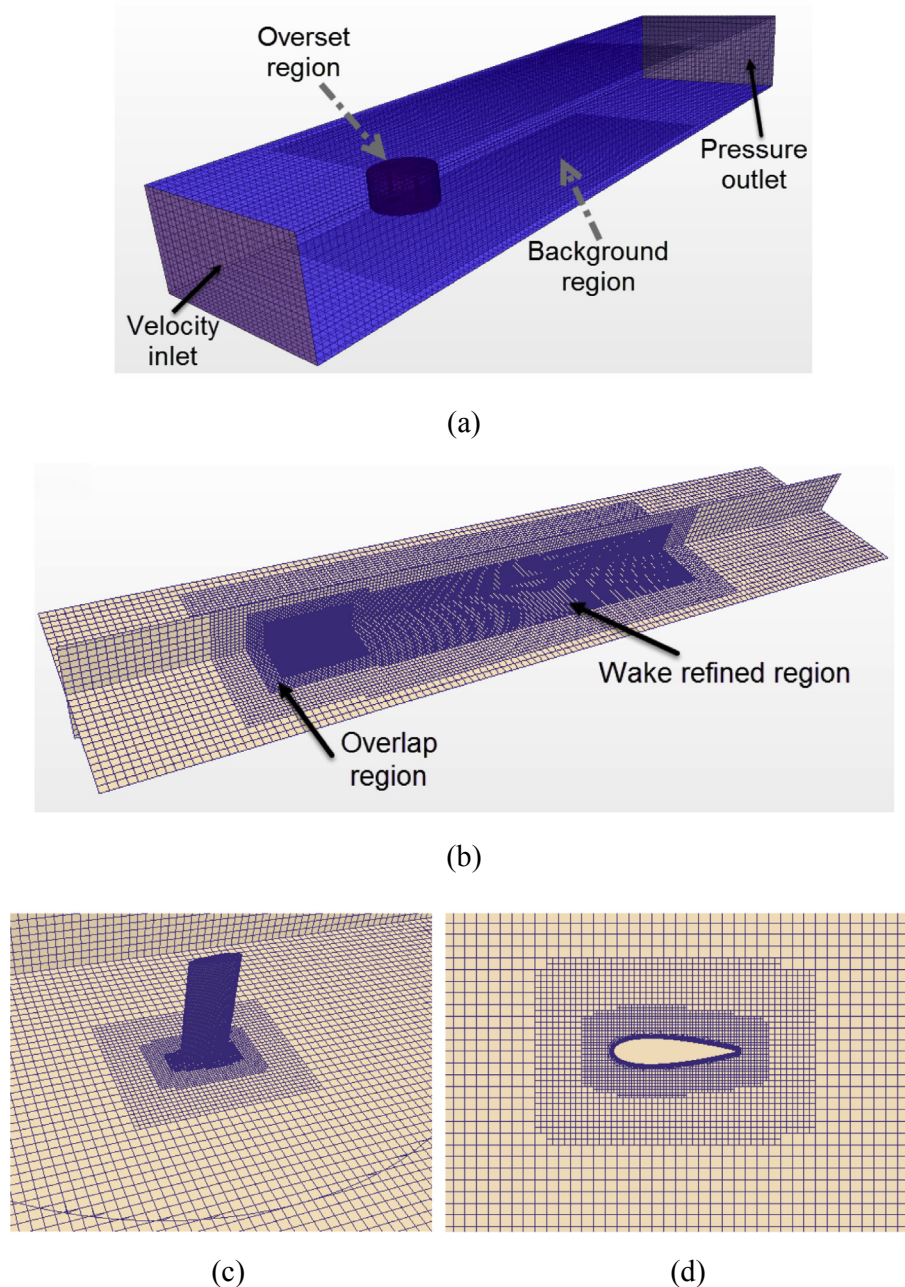 Overset
region
Pressure
outlet
Background
region
Velocity
inlet
(a)
Wake refined region
Overlap
region
(b)
(c)
(d)